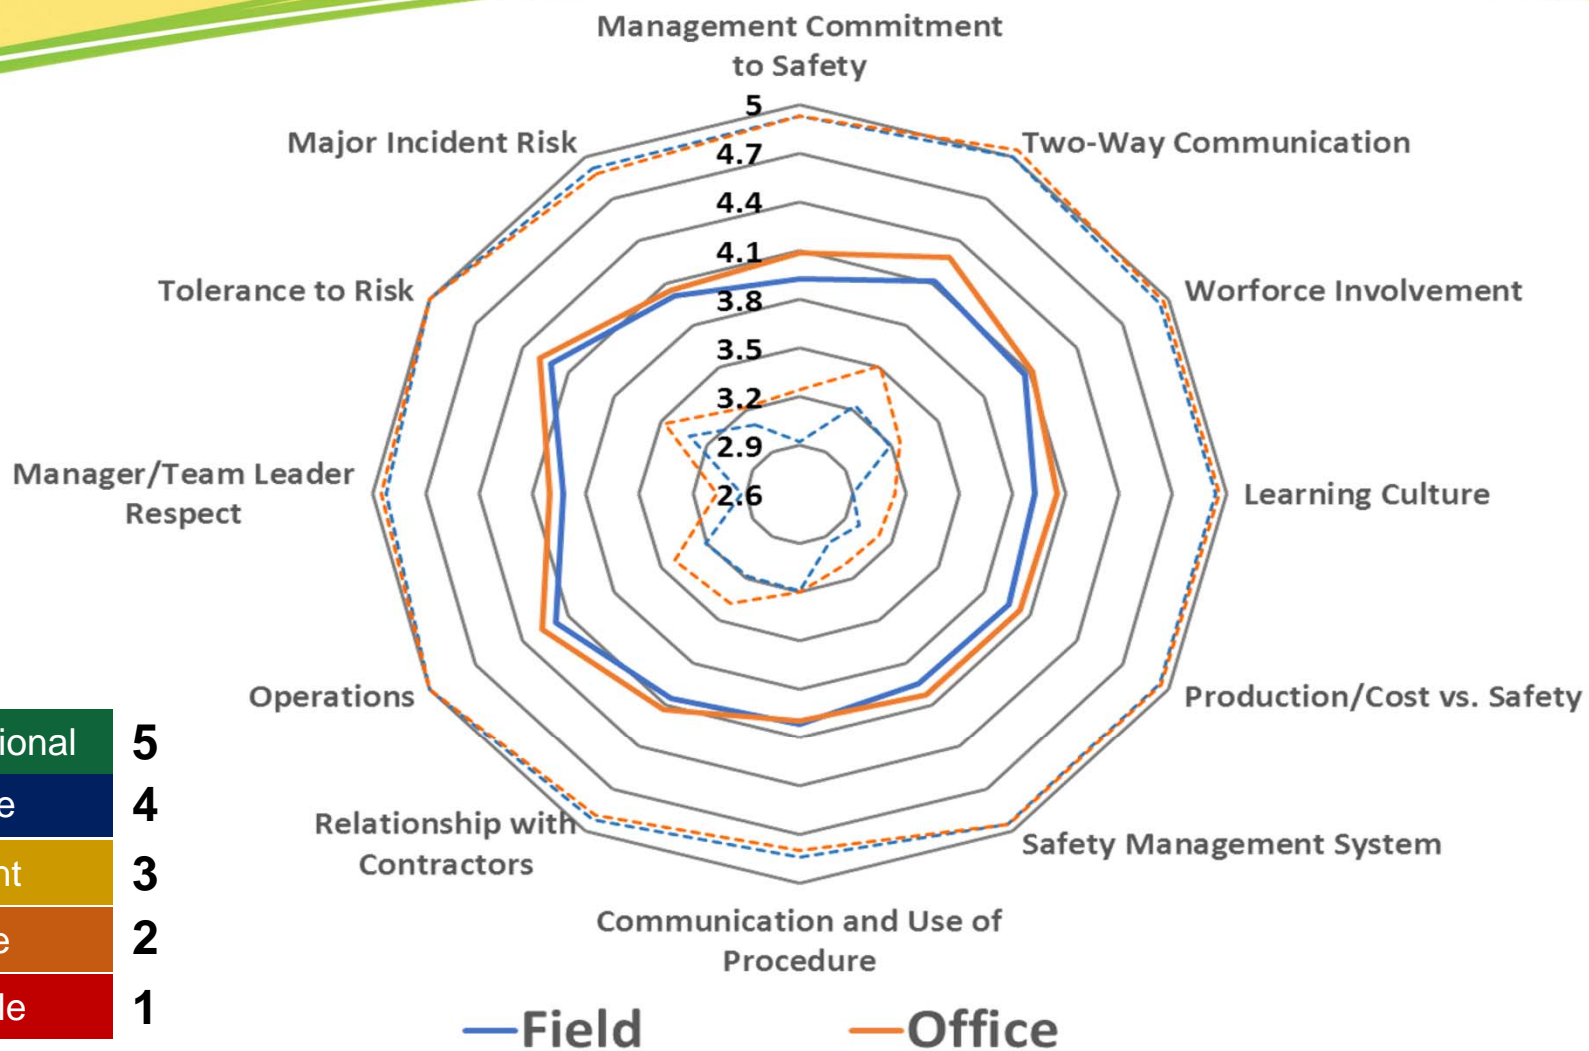 Management Commitment
to Safety
Major Incident Risk
Two-Way Communication
Tolerance to Risk
Worforce Involvement
Manager/Team Leader
Respect
Learning Culture
Operations
Production/Cost vs. Safety
Relationship with
Contractors
Safety Management System
Communication and Use of
Procedure
5
4.7
4.4
4.1
3.8
3.5
3.2
2.9
2.6
ional 5
e 4
nt 3
e 2
le 1
Field Office